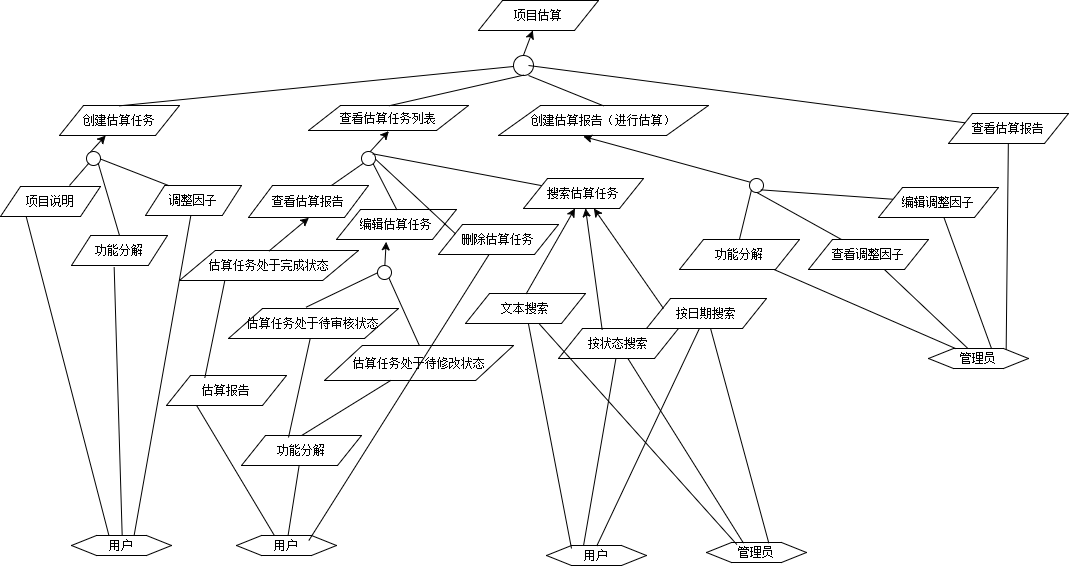 项目估算
创建估算任务
查看估算任务列表
创建估算报告（进行估算）
查看估算报告
项目说明
调整因子
查看估算报告
搜索估算任务
编辑调整因子
编辑估算任务
删除估算任务
功能分解
功能分解
查看调整因子
估算任务处于完成状态
文本搜索
按日期搜索
估算任务处于待审核状态
按状态搜索
管理员
估算任务处于待修改状态
估算报告
功能分解
用户
用户
用户
管理员